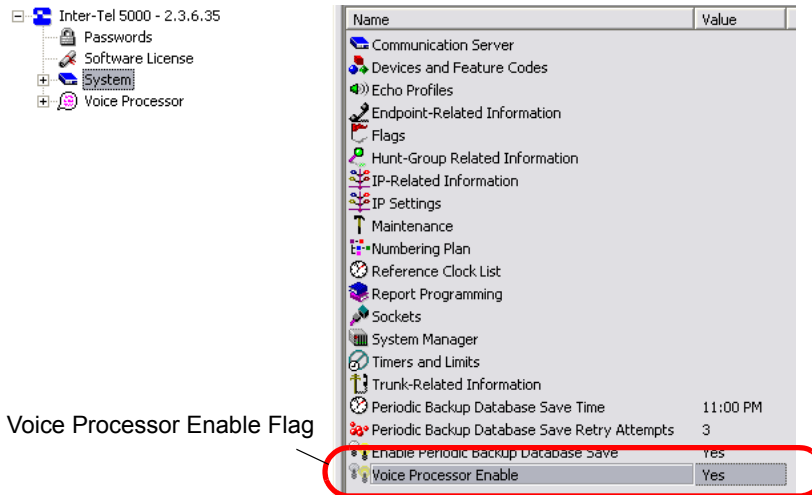 Inter-Tel 5000 - 2.3.6.35
Passwords
Software License
System
Voice Processor
Name Value
Communication Server
Devices and Feature Codes
Echo Profiles
Endpoint-Related Information
Flags
Hunt-Group Related Information
IP-Related Information
IP Settings
Maintenance
Numbering Plan
Reference Clock List
Report Programming
Sockets
System Manager
Timers and Limits
Trunk-Related Information
Periodic Backup Database Save Time 11:00 PM
Periodic Backup Database Save Retry Attempts 3
Enable Periodic Backup Database Save Yes
Voice Processor Enable Yes
Voice Processor Enable Flag